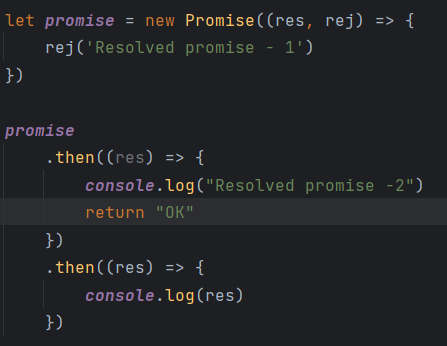 let promise = new Promise((res, rej) => {
    rej('Resolved promise - 1')
})
promise
    .then((res) => {
        console.log("Resolved promise -2")
        return "OK"
    })
    .then((res) => {
        console.log(res)
    })